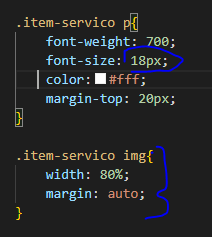 .item-servico p{
font-weight: 700;
font-size: 18px;
color: #fff;
margin-top: 20px;
}
.item-servico img{
width: 80%;
margin: auto;
}